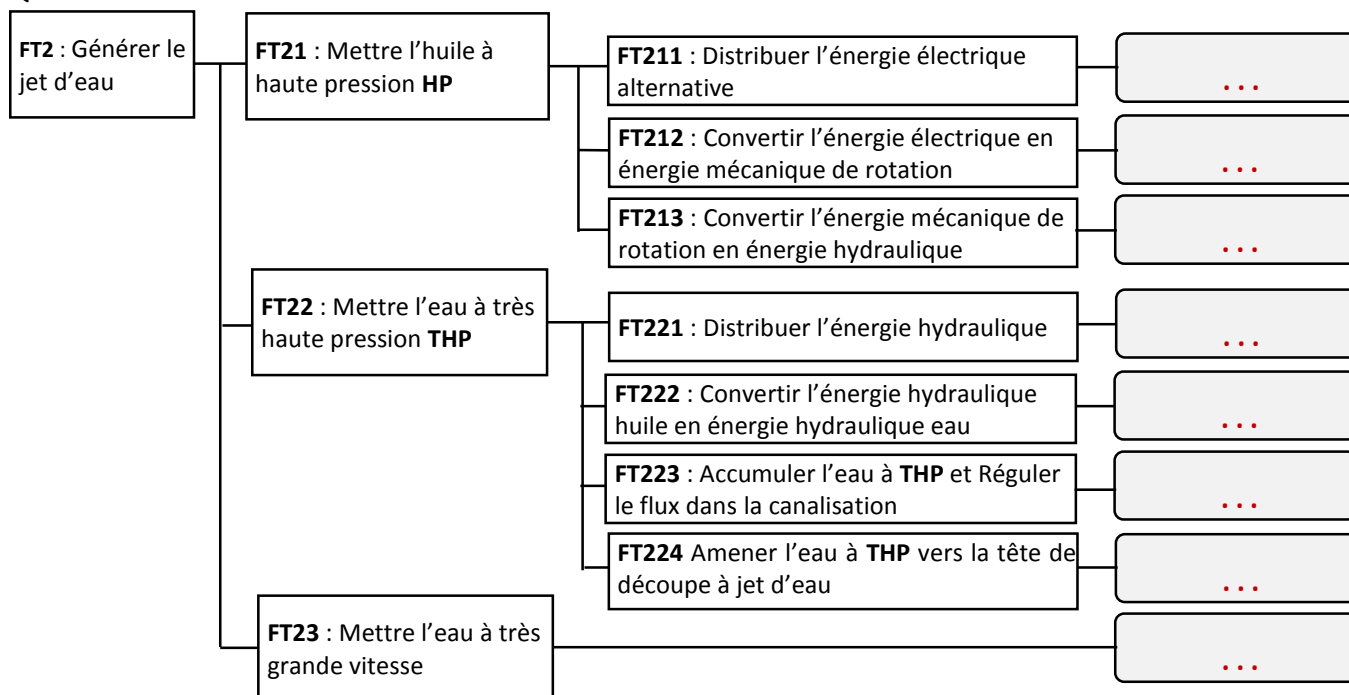 FT2 : Générer le
jet d’eau
FT21 : Mettre l’huile à
haute pression HP
FT211 : Distribuer l’énergie électrique
alternative
...
FT212 : Convertir l’énergie électrique en
énergie mécanique de rotation
...
FT213 : Convertir l’énergie mécanique de
rotation en énergie hydraulique
...
FT22 : Mettre l’eau à très
haute pression THP
FT221 : Distribuer l’énergie hydraulique
...
FT222 : Convertir l’énergie hydraulique
huile en énergie hydraulique eau
...
FT223 : Accumuler l’eau à THP et Réguler
le flux dans la canalisation
...
FT224 Amener l’eau à THP vers la tête de
découpe à jet d’eau
...
FT23 : Mettre l’eau à très
grande vitesse
...